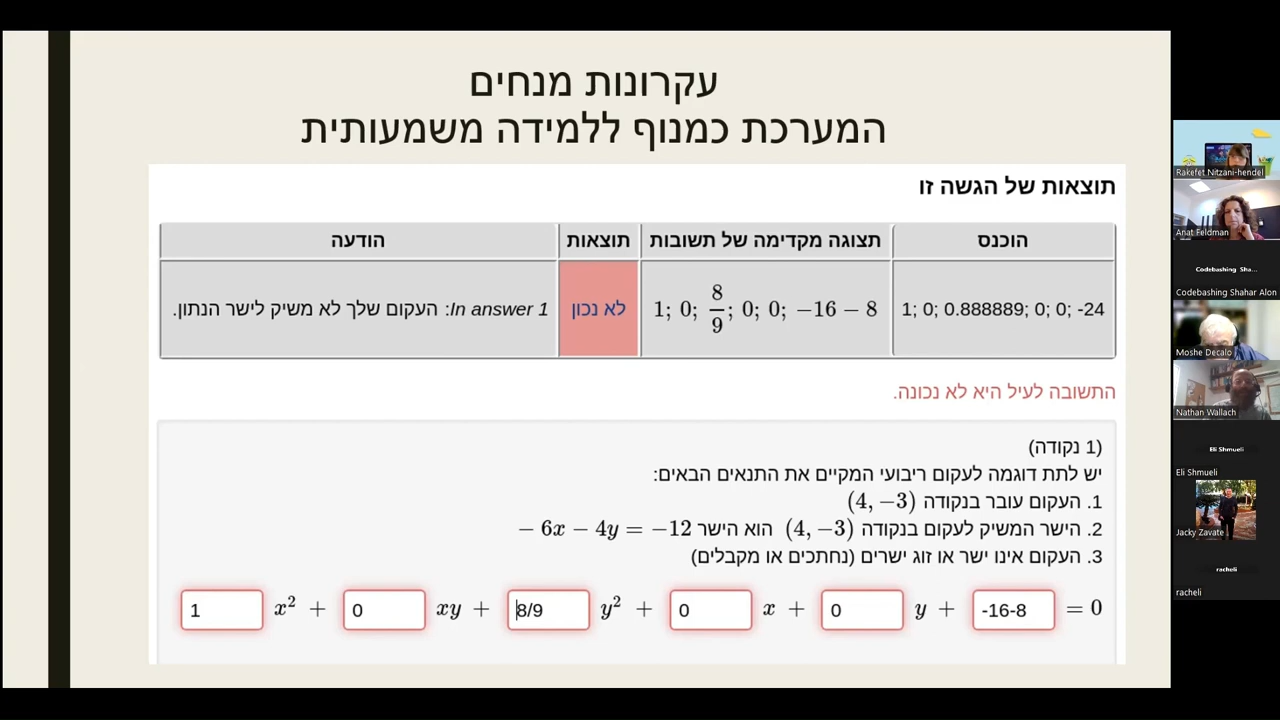 עקרונות מנחים
המערכת כמנוף ללמידה משמעותית
תוצאות של הגשה זו
הוכנס תצוגה מקדימה של תשובות תוצאות הודעה
1; 0; 0.888889; 0; 0; -24
1; 0; 8/9; 0; 0; −16 − 8
לא נכון
In answer 1: העקום שלך לא משיק לישר הנתון.
התשובה לעיל היא לא נכונה.
(1 נקודה)
יש לתת דוגמה לעקום ריבועי המקיים את התנאים הבאים:
1. העקום עובר בנקודה (4, −3)
2. הישר המשיק לעקום בנקודה (4, −3) הוא הישר − 6x − 4y = −12
3. העקום אינו ישר או זוג ישרים (נחתכים או מקבלים)
1 x² + 0 xy + 8/9 y² + 0 x + 0 y + -16-8 = 0
Rakefet Nitzani-hendel
Anat Feldman
Codebashing Sha...
Codebashing Shahar Alon
Moshe Decalo
Nathan Wallach
Eli Shmueli
Eli Shmueli
Jacky Zavate
racheli
racheli